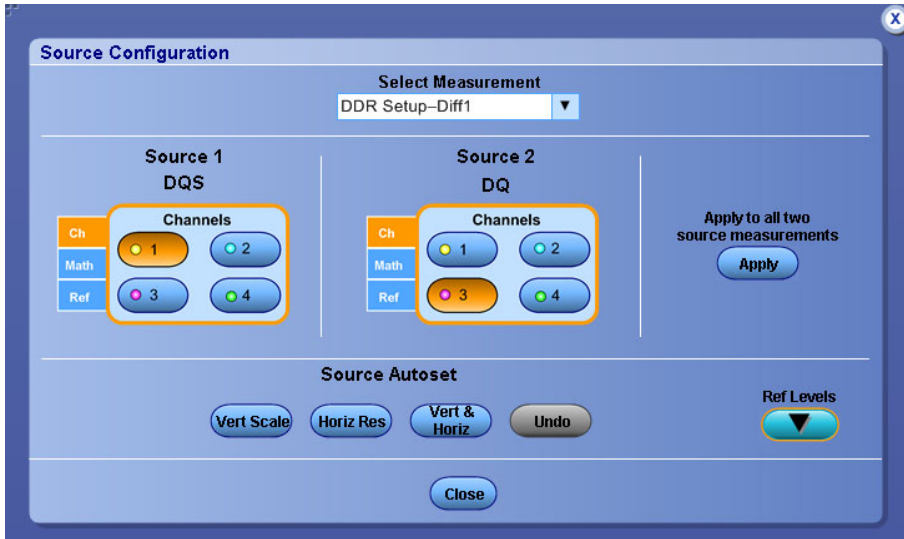 X
Source Configuration
Select Measurement
DDR Setup–Diff1
Source 1
DQS
Ch
Math
Ref
Channels
1
2
3
4
Source 2
DQ
Ch
Math
Ref
Channels
1
2
3
4
Apply to all two
source measurements
Apply
Source Autoset
Vert Scale
Horiz Res
Vert &
Horiz
Undo
Ref Levels
Close